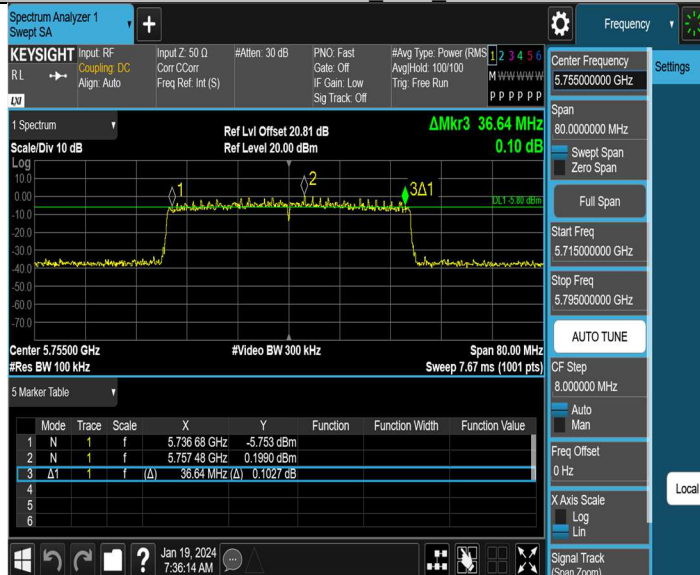 Spectrum Analyzer 1
Swept SA
Frequency
KEYSIGHT
RL
LXI
Input: RF
Coupling: DC
Align: Auto
Input Z: 50 Ω
Corr CCorr
Freq Ref: Int (S)
#Atten: 30 dB
PNO: Fast
Gate: Off
IF Gain: Low
Sig Track: Off
#Avg Type: Power (RMS
Avg|Hold: 100/100
Trig: Free Run
1 2 3 4 5 6
M W W W W W
P P P P P P
1 Spectrum
Scale/Div 10 dB
Ref Lvl Offset 20.81 dB
Ref Level 20.00 dBm
ΔMkr3 36.64 MHz
0.10 dB
Log
10.0
0.00
-10.0
-20.0
-30.0
-40.0
-50.0
-60.0
-70.0
1
2
3Δ1
DL1 -5.80 dBm
Center 5.75500 GHz
#Res BW 100 kHz
#Video BW 300 kHz
Span 80.00 MHz
Sweep 7.67 ms (1001 pts)
5 Marker Table
Mode Trace Scale X Y Function Function Width Function Value
1 N 1 f 5.736 68 GHz -5.753 dBm
2 N 1 f 5.757 48 GHz 0.1990 dBm
3 Δ1 1 f (Δ) 36.64 MHz (Δ) 0.1027 dB
4
5
6
?
Jan 19, 2024
7:36:14 AM
Center Frequency
5.755000000 GHz
Settings
Span
80.0000000 MHz
Swept Span
Zero Span
Full Span
Start Freq
5.715000000 GHz
Stop Freq
5.795000000 GHz
AUTO TUNE
CF Step
8.000000 MHz
Auto
Man
Freq Offset
0 Hz
X Axis Scale
Log
Lin
Local
Signal Track
(Span Zoom)